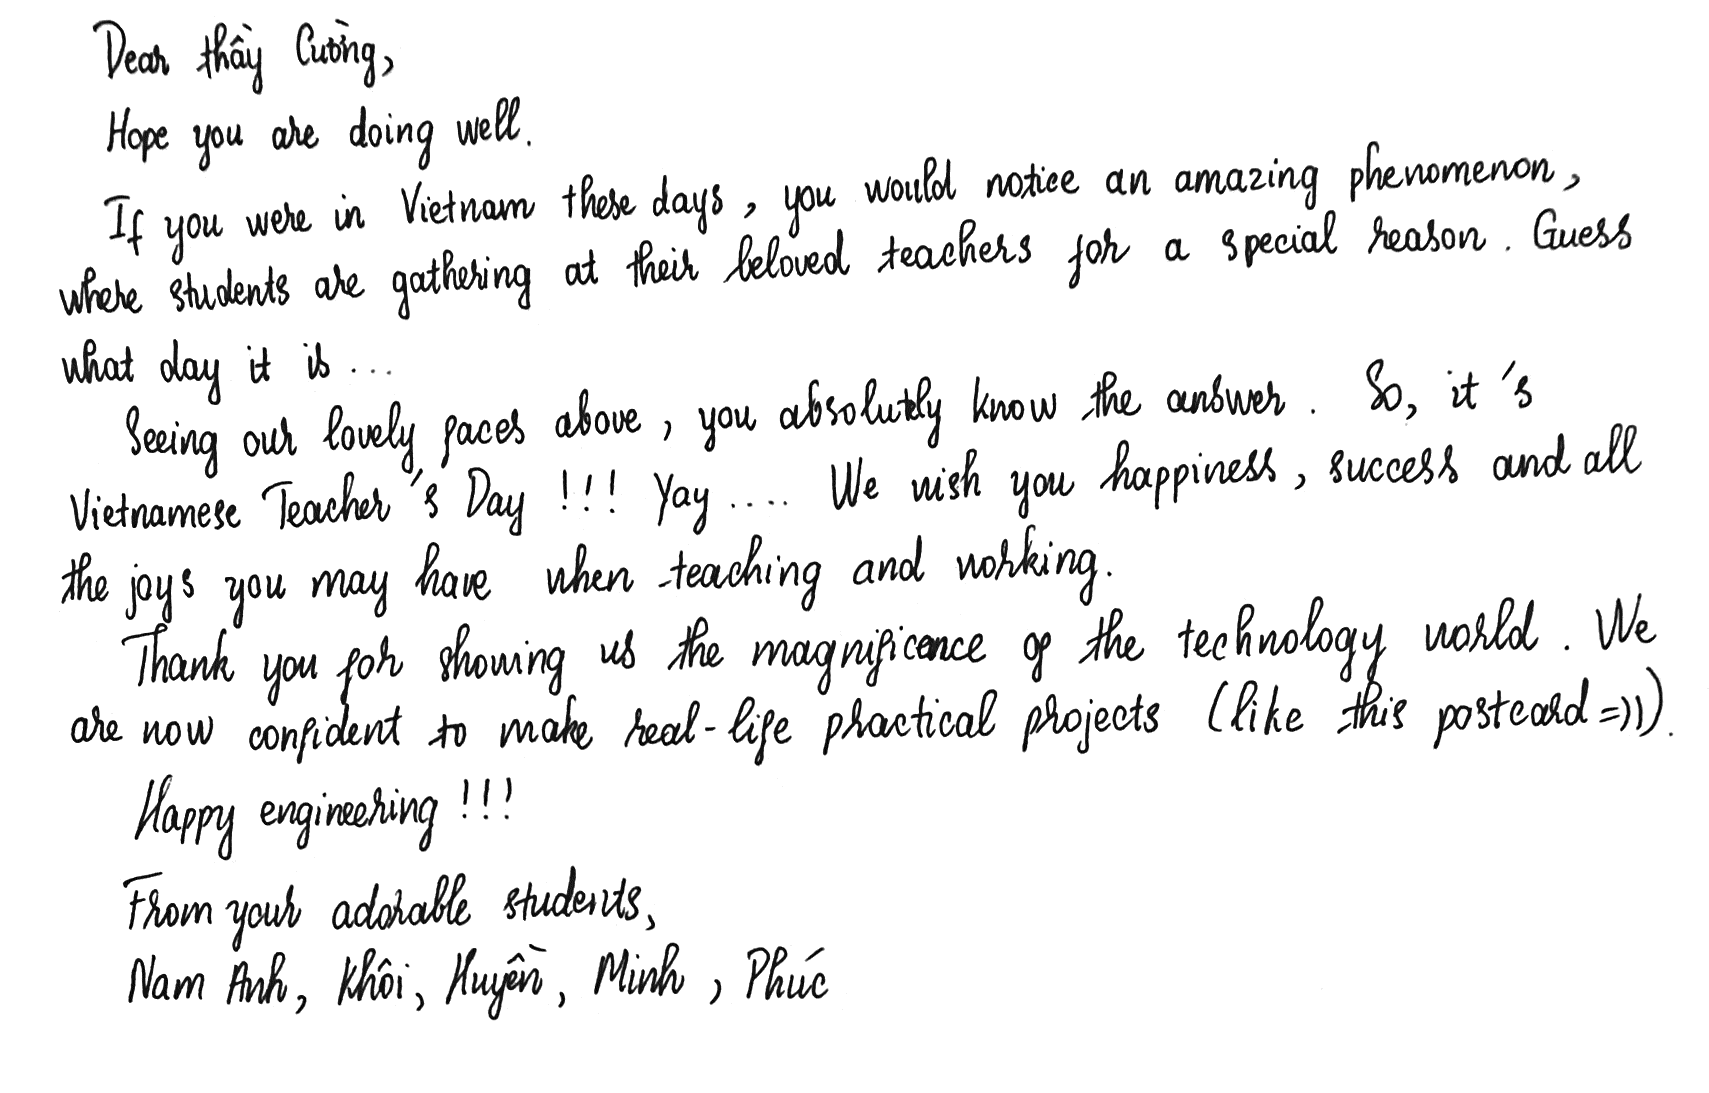 Dear thầy Cường,
Hope you are doing well.
If you were in Vietnam these days, you would notice an amazing phenomenon,
where students are gathering at their beloved teachers for a special reason. Guess
what day it is ...
Seeing our lovely faces above, you absolutely know the answer. So, it's
Vietnamese Teacher's Day !!! Yay .... We wish you happiness, success and all
the joys you may have when teaching and working.
Thank you for showing us the magnificence of the technology world. We
are now confident to make real-life practical projects (like this postcard =))).
Happy engineering !!!
From your adorable students,
Nam Anh, Khôi, Huyền, Minh, Phúc